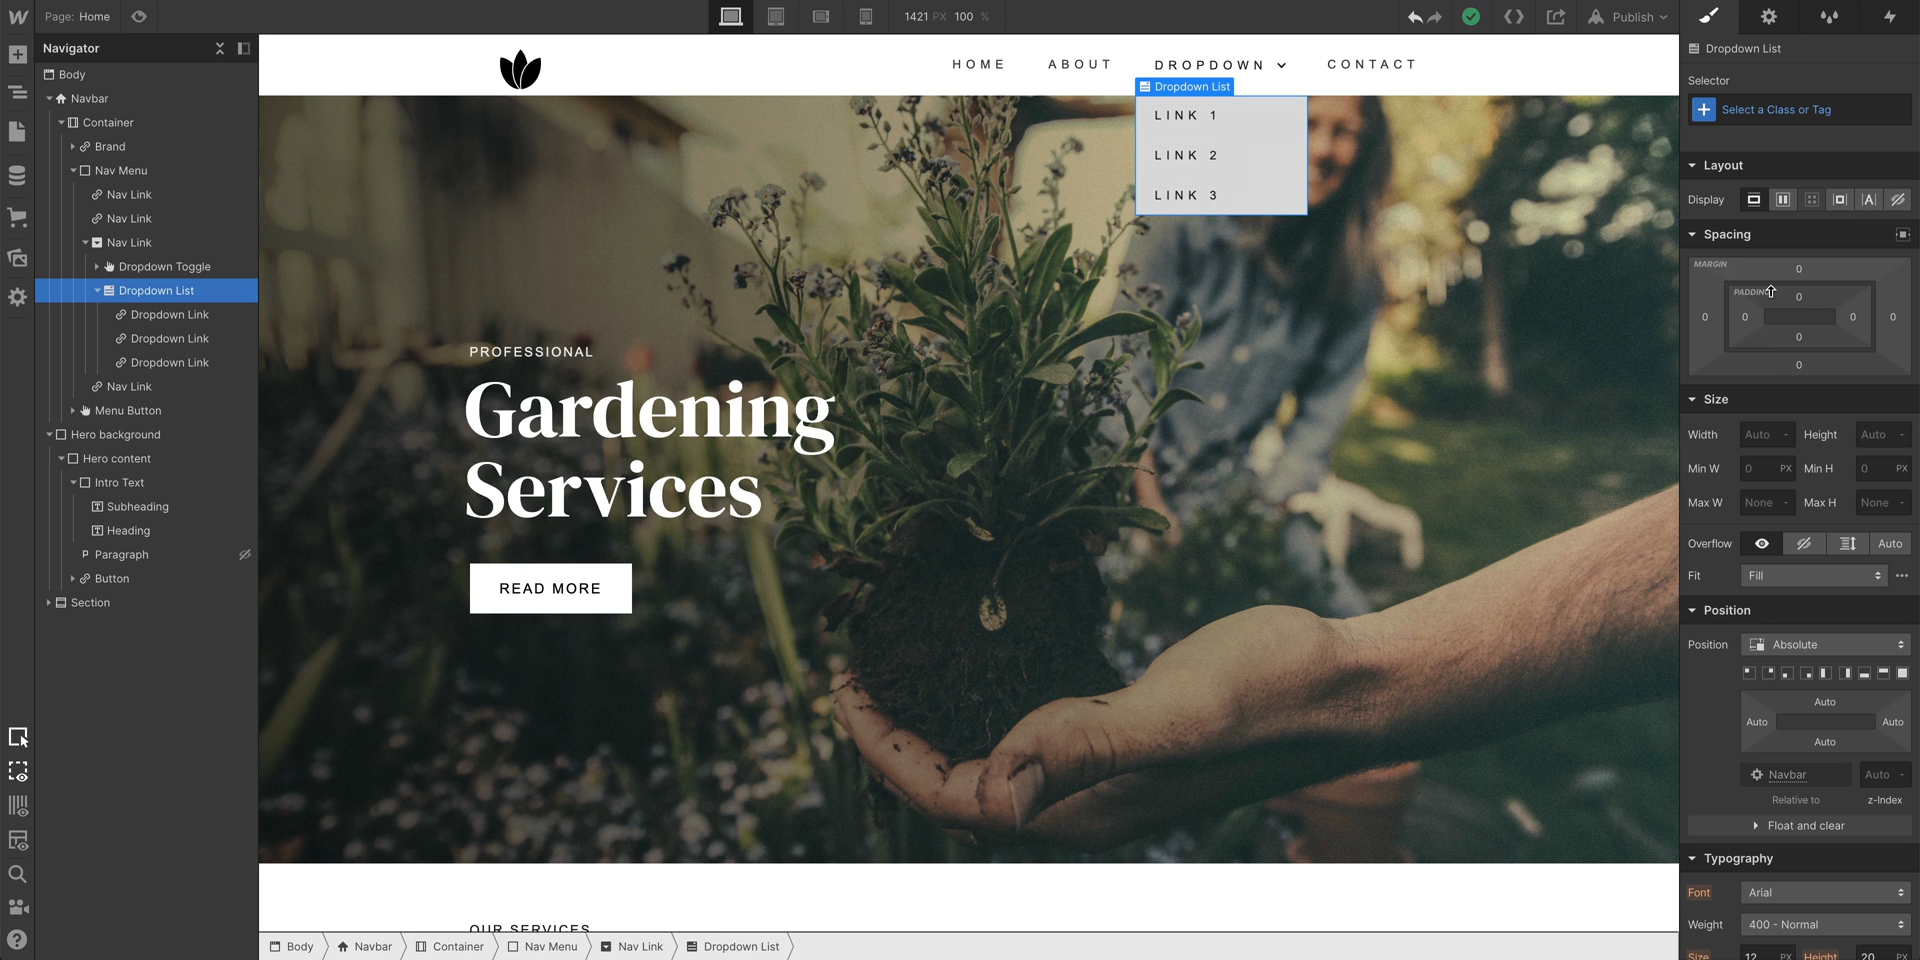 Page: Home
1421 PX 100 %
Publish
Navigator
Body
Navbar
Container
Brand
Nav Menu
Nav Link
Nav Link
Nav Link
Dropdown Toggle
Dropdown List
Dropdown Link
Dropdown Link
Dropdown Link
Nav Link
Menu Button
Hero background
Hero content
Intro Text
Subheading
Heading
Paragraph
Button
Section
HOME ABOUT DROPDOWN CONTACT
Dropdown List
LINK 1
LINK 2
LINK 3
PROFESSIONAL
Gardening
Services
READ MORE
OUR SERVICES
Body Navbar Container Nav Menu Nav Link Dropdown List
Dropdown List
Selector
Select a Class or Tag
Layout
Display
Spacing
MARGIN
0
PADDING
0
0 0 0 0
0
0
Size
Width Auto - Height Auto -
Min W 0 PX Min H 0 PX
Max W None - Max H None -
Overflow Auto
Fit Fill
Position
Position Absolute
Auto
Auto Auto
Auto
Navbar Auto -
Relative to z-Index
Float and clear
Typography
Font Arial
Weight 400 - Normal
Size 12 PX Height 20 PX